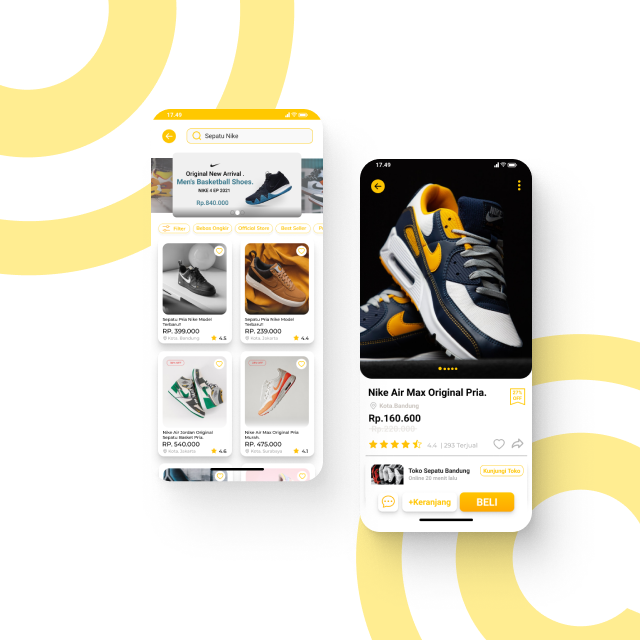 17.49
Sepatu Nike
Original New Arrival .
Men's Basketball Shoes.
NIKE 4 EP 2021
Rp.840.000
Filter
Bebas Ongkir
Official Store
Best Seller
Sepatu Pria Nike Model
Terbaru!!
RP. 399.000
Kota. Bandung
4.5
Sepatu Pria Nike Model
Terbaru!!
RP. 239.000
Kota. Jakarta
4.4
Nike Air Jordan Original
Sepatu Basket Pria.
RP. 540.000
Kota. Jakarta
4.6
Nike Air Max Original Pria
Murah.
RP. 475.000
Kota. Surabaya
4.1
17.49
Nike Air Max Original Pria.
27%
OFF
Kota Bandung
Rp.160.600
Rp.220.000
4.4 | 293 Terjual
Toko Sepatu Bandung
Online 20 menit lalu
Kunjungi Toko
+Keranjang
BELI